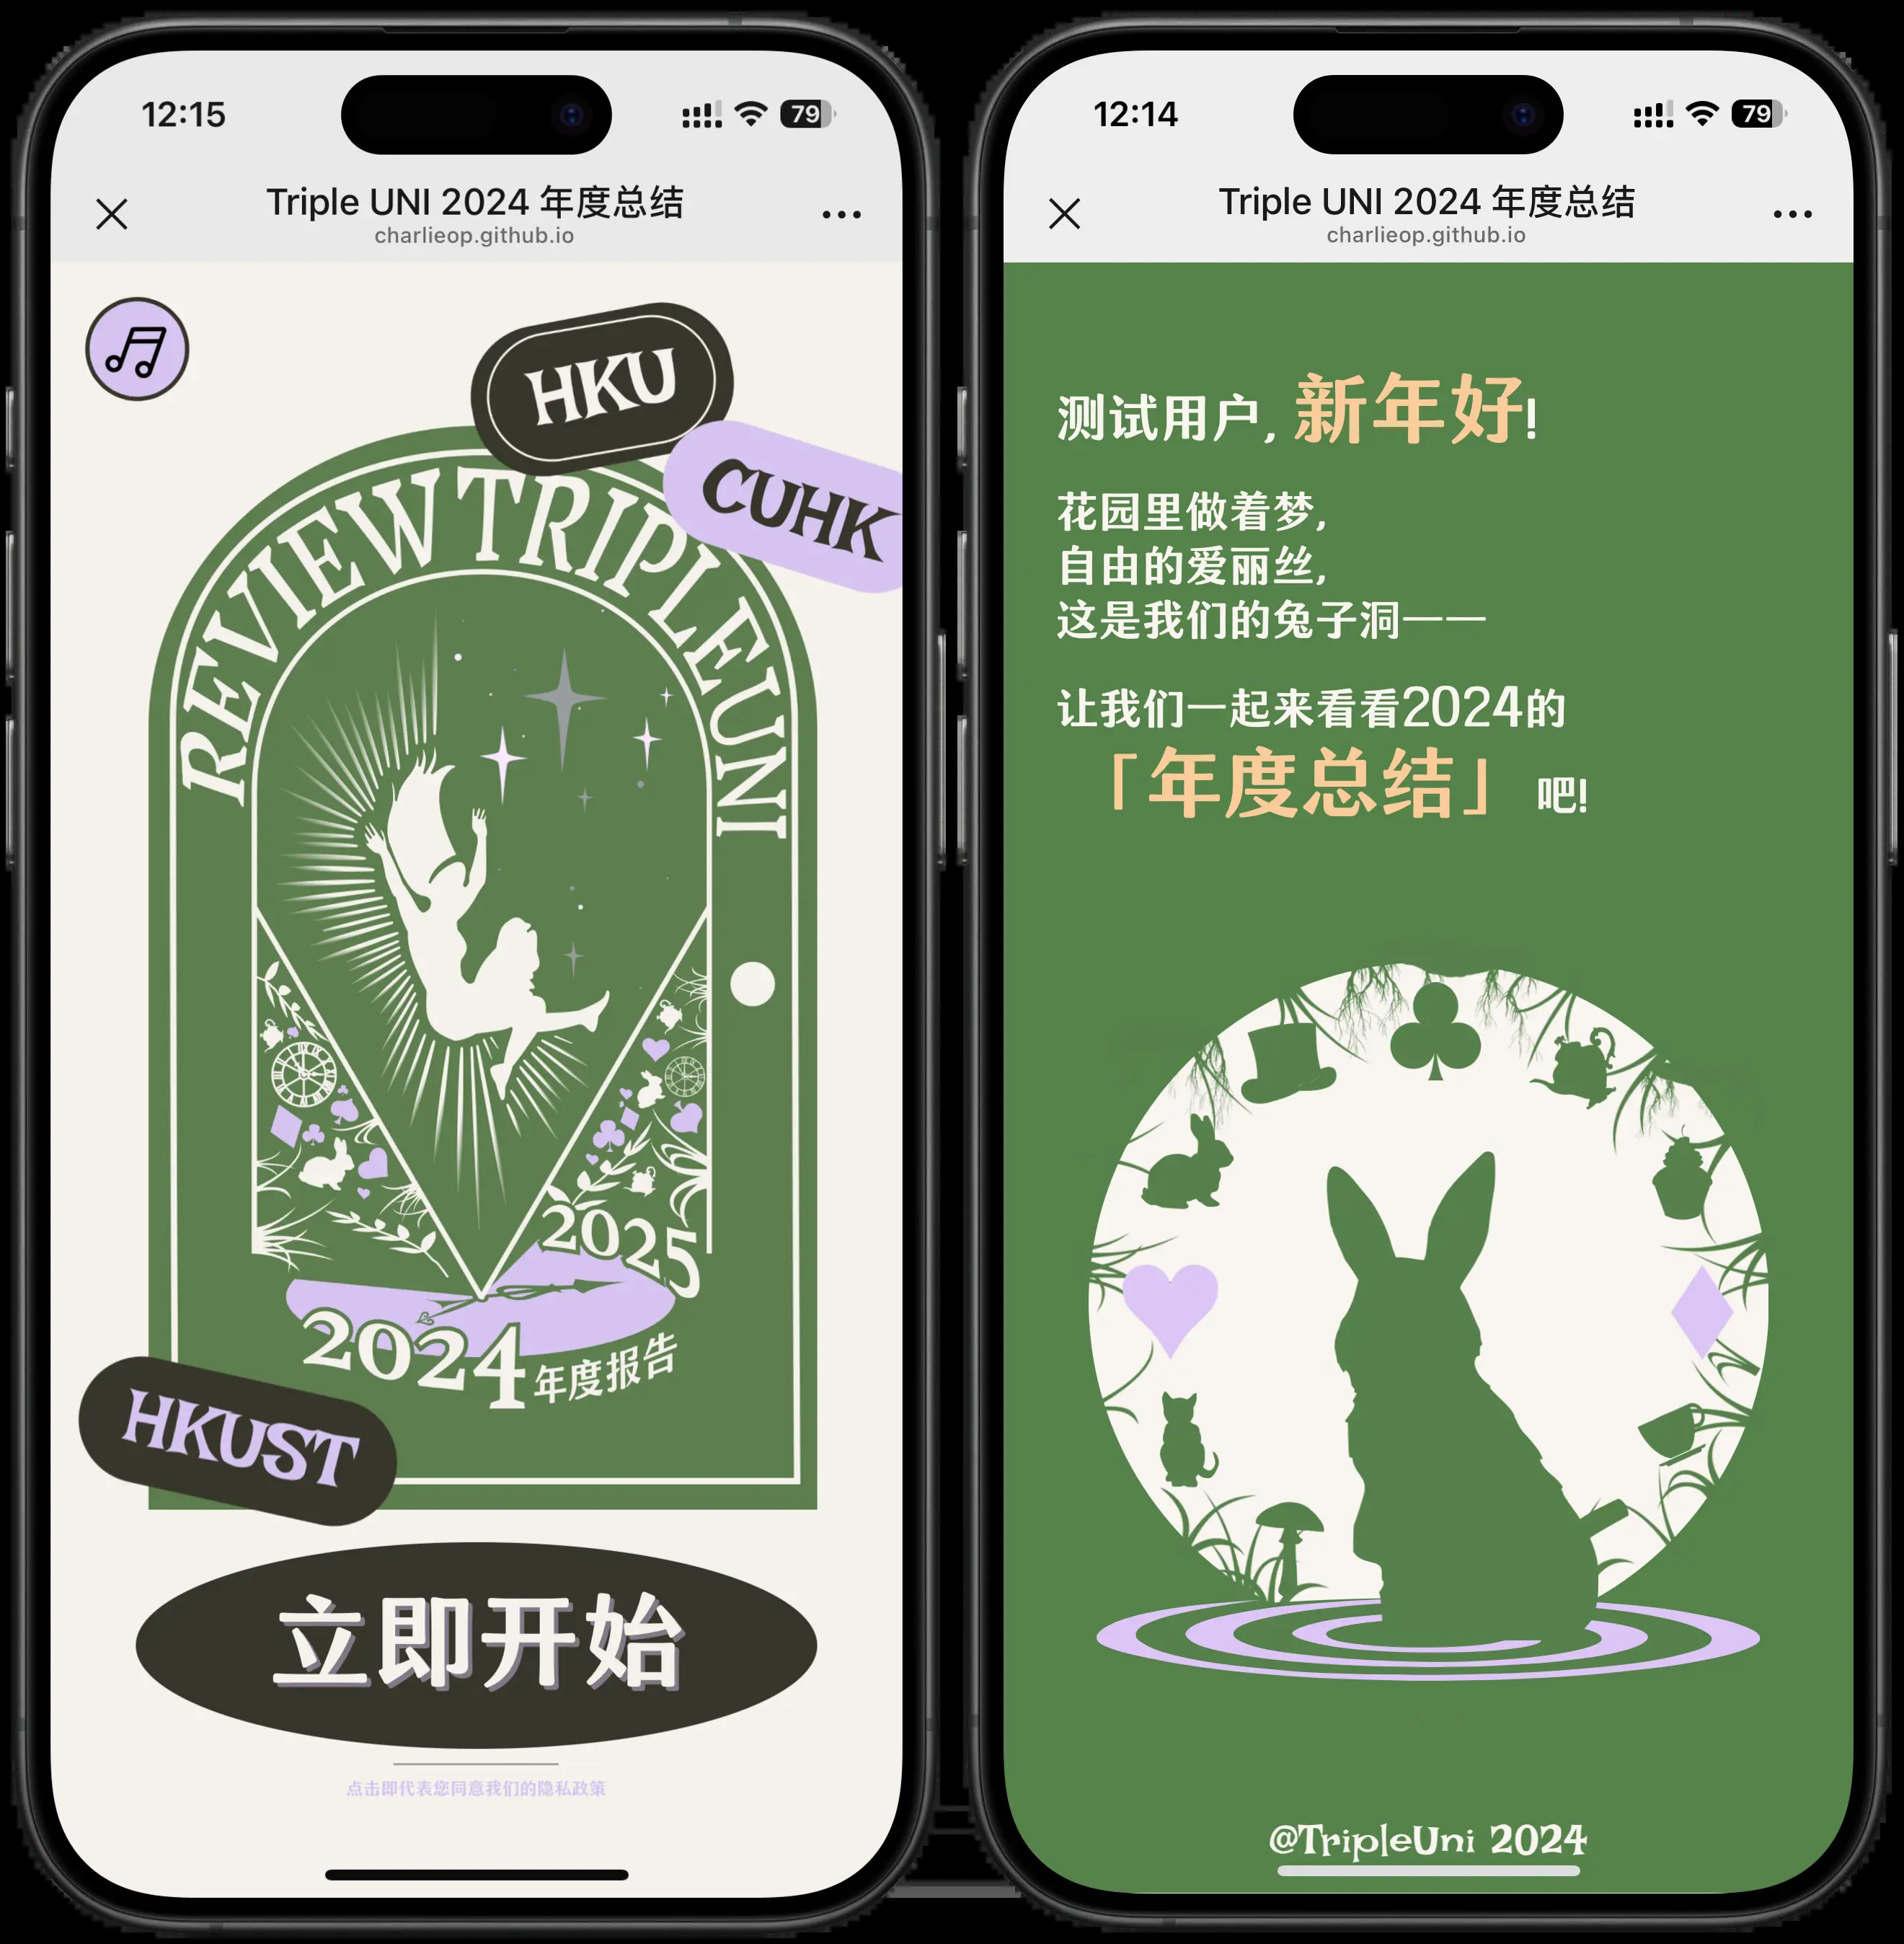 12:15
79
Triple UNI 2024 年度总结
charlieop.github.io
HKU
CUHK
REVIEWTRIPLEUNI
2025
2024年度报告
HKUST
立即开始
点击即代表您同意我们的隐私政策
12:14
79
Triple UNI 2024 年度总结
charlieop.github.io
测试用户, 新年好!
花园里做着梦,
自由的爱丽丝,
这是我们的兔子洞——
让我们一起来看看2024的
「年度总结」 吧!
@TripleUni 2024